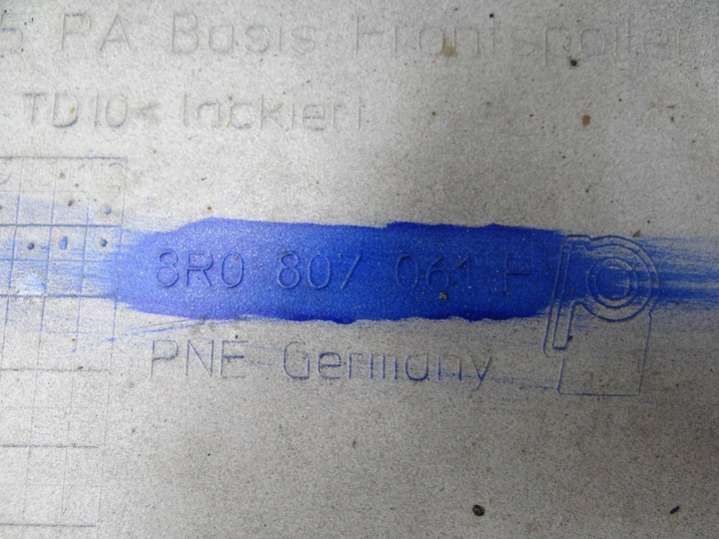 PA Basis Frontspoiler
TD10< lackiert
8R0 807 061 F
PNE Germany